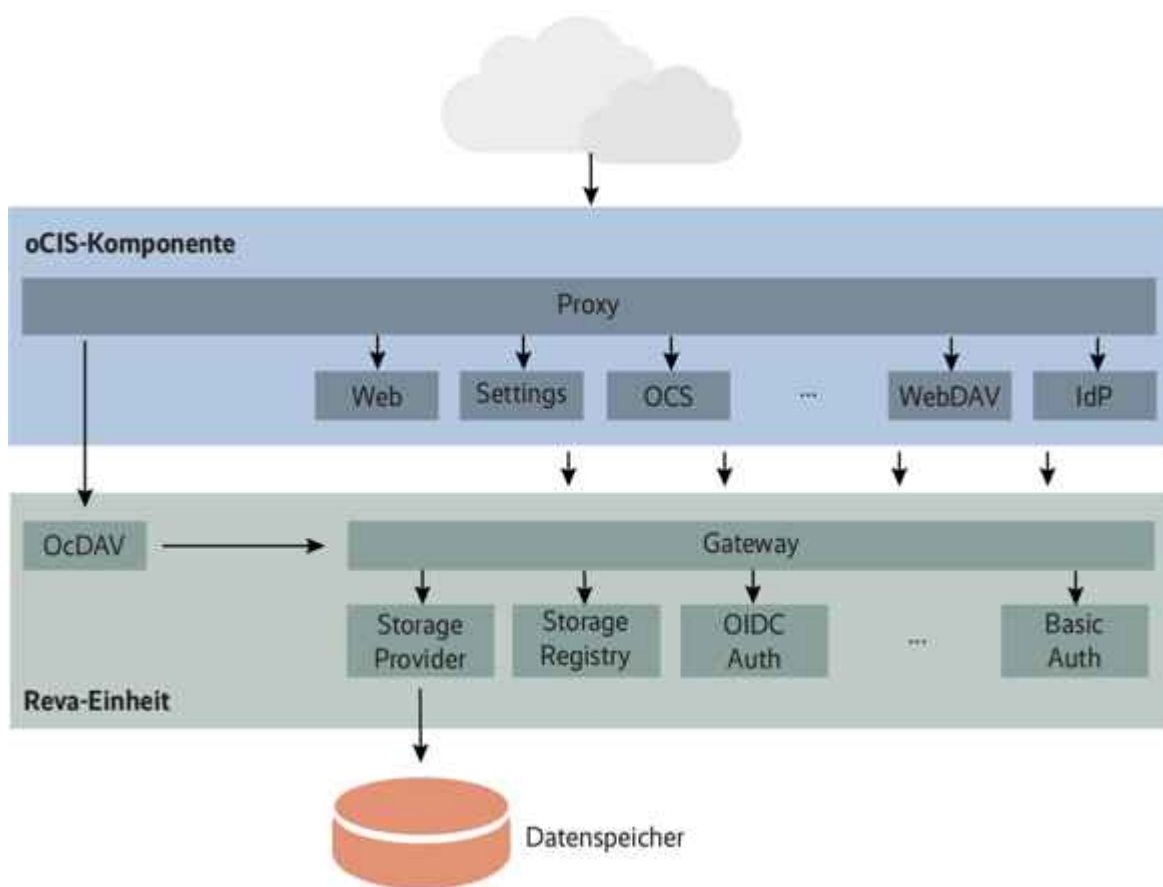 oCIS-Komponente
Proxy
Web
Settings
OCS
...
WebDAV
IdP
OcDAV
Gateway
Storage
Provider
Storage
Registry
OIDC
Auth
...
Basic
Auth
Reva-Einheit
Datenspeicher